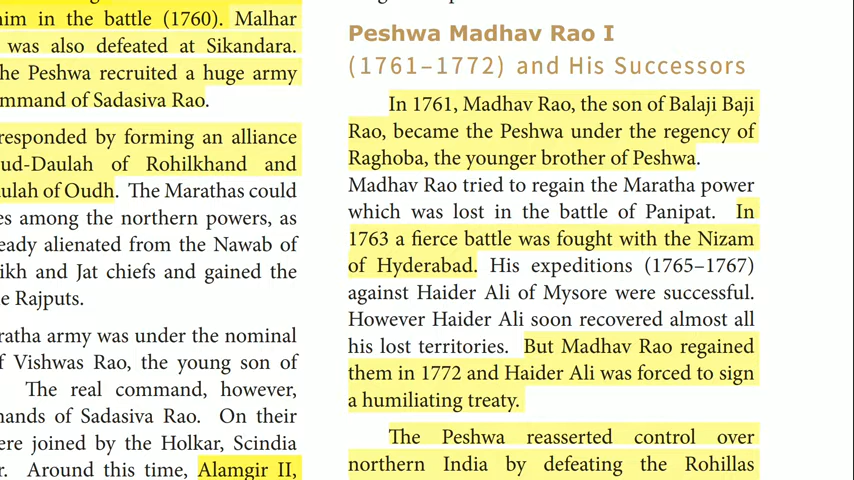 him in the battle (1760). Malhar
was also defeated at Sikandara.
he Peshwa recruited a huge army
mmand of Sadasiva Rao.
responded by forming an alliance
ud-Daulah of Rohilkhand and
aulah of Oudh. The Marathas could
es among the northern powers, as
eady alienated from the Nawab of
ikh and Jat chiefs and gained the
e Rajputs.
ratha army was under the nominal
f Vishwas Rao, the young son of
The real command, however,
hands of Sadasiva Rao. On their
ere joined by the Holkar, Scindia
r. Around this time, Alamgir II,
Peshwa Madhav Rao I
(1761–1772) and His Successors
In 1761, Madhav Rao, the son of Balaji Baji
Rao, became the Peshwa under the regency of
Raghoba, the younger brother of Peshwa.
Madhav Rao tried to regain the Maratha power
which was lost in the battle of Panipat. In
1763 a fierce battle was fought with the Nizam
of Hyderabad. His expeditions (1765–1767)
against Haider Ali of Mysore were successful.
However Haider Ali soon recovered almost all
his lost territories. But Madhav Rao regained
them in 1772 and Haider Ali was forced to sign
a humiliating treaty.
The Peshwa reasserted control over
northern India by defeating the Rohillas